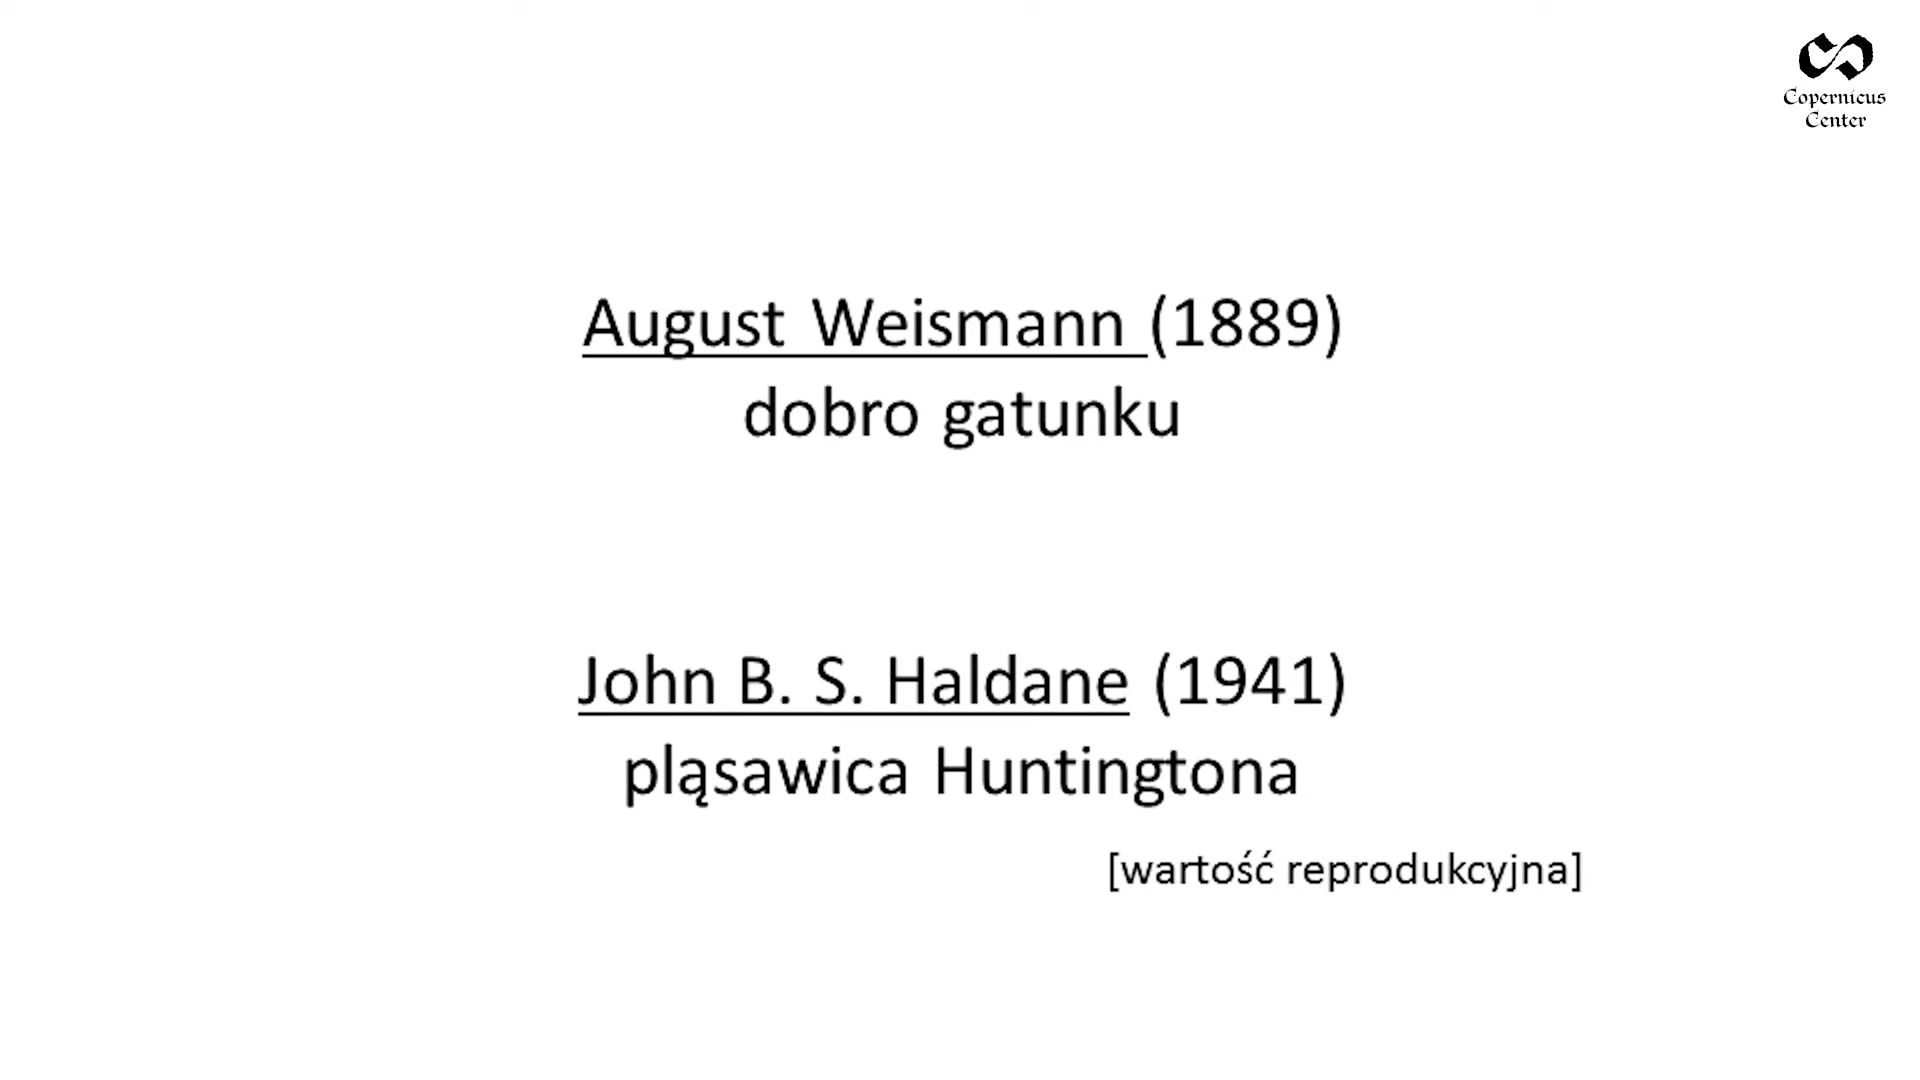 Copernicus
Center
August Weismann (1889)
dobro gatunku
John B. S. Haldane (1941)
pląsawica Huntingtona
[wartość reprodukcyjna]